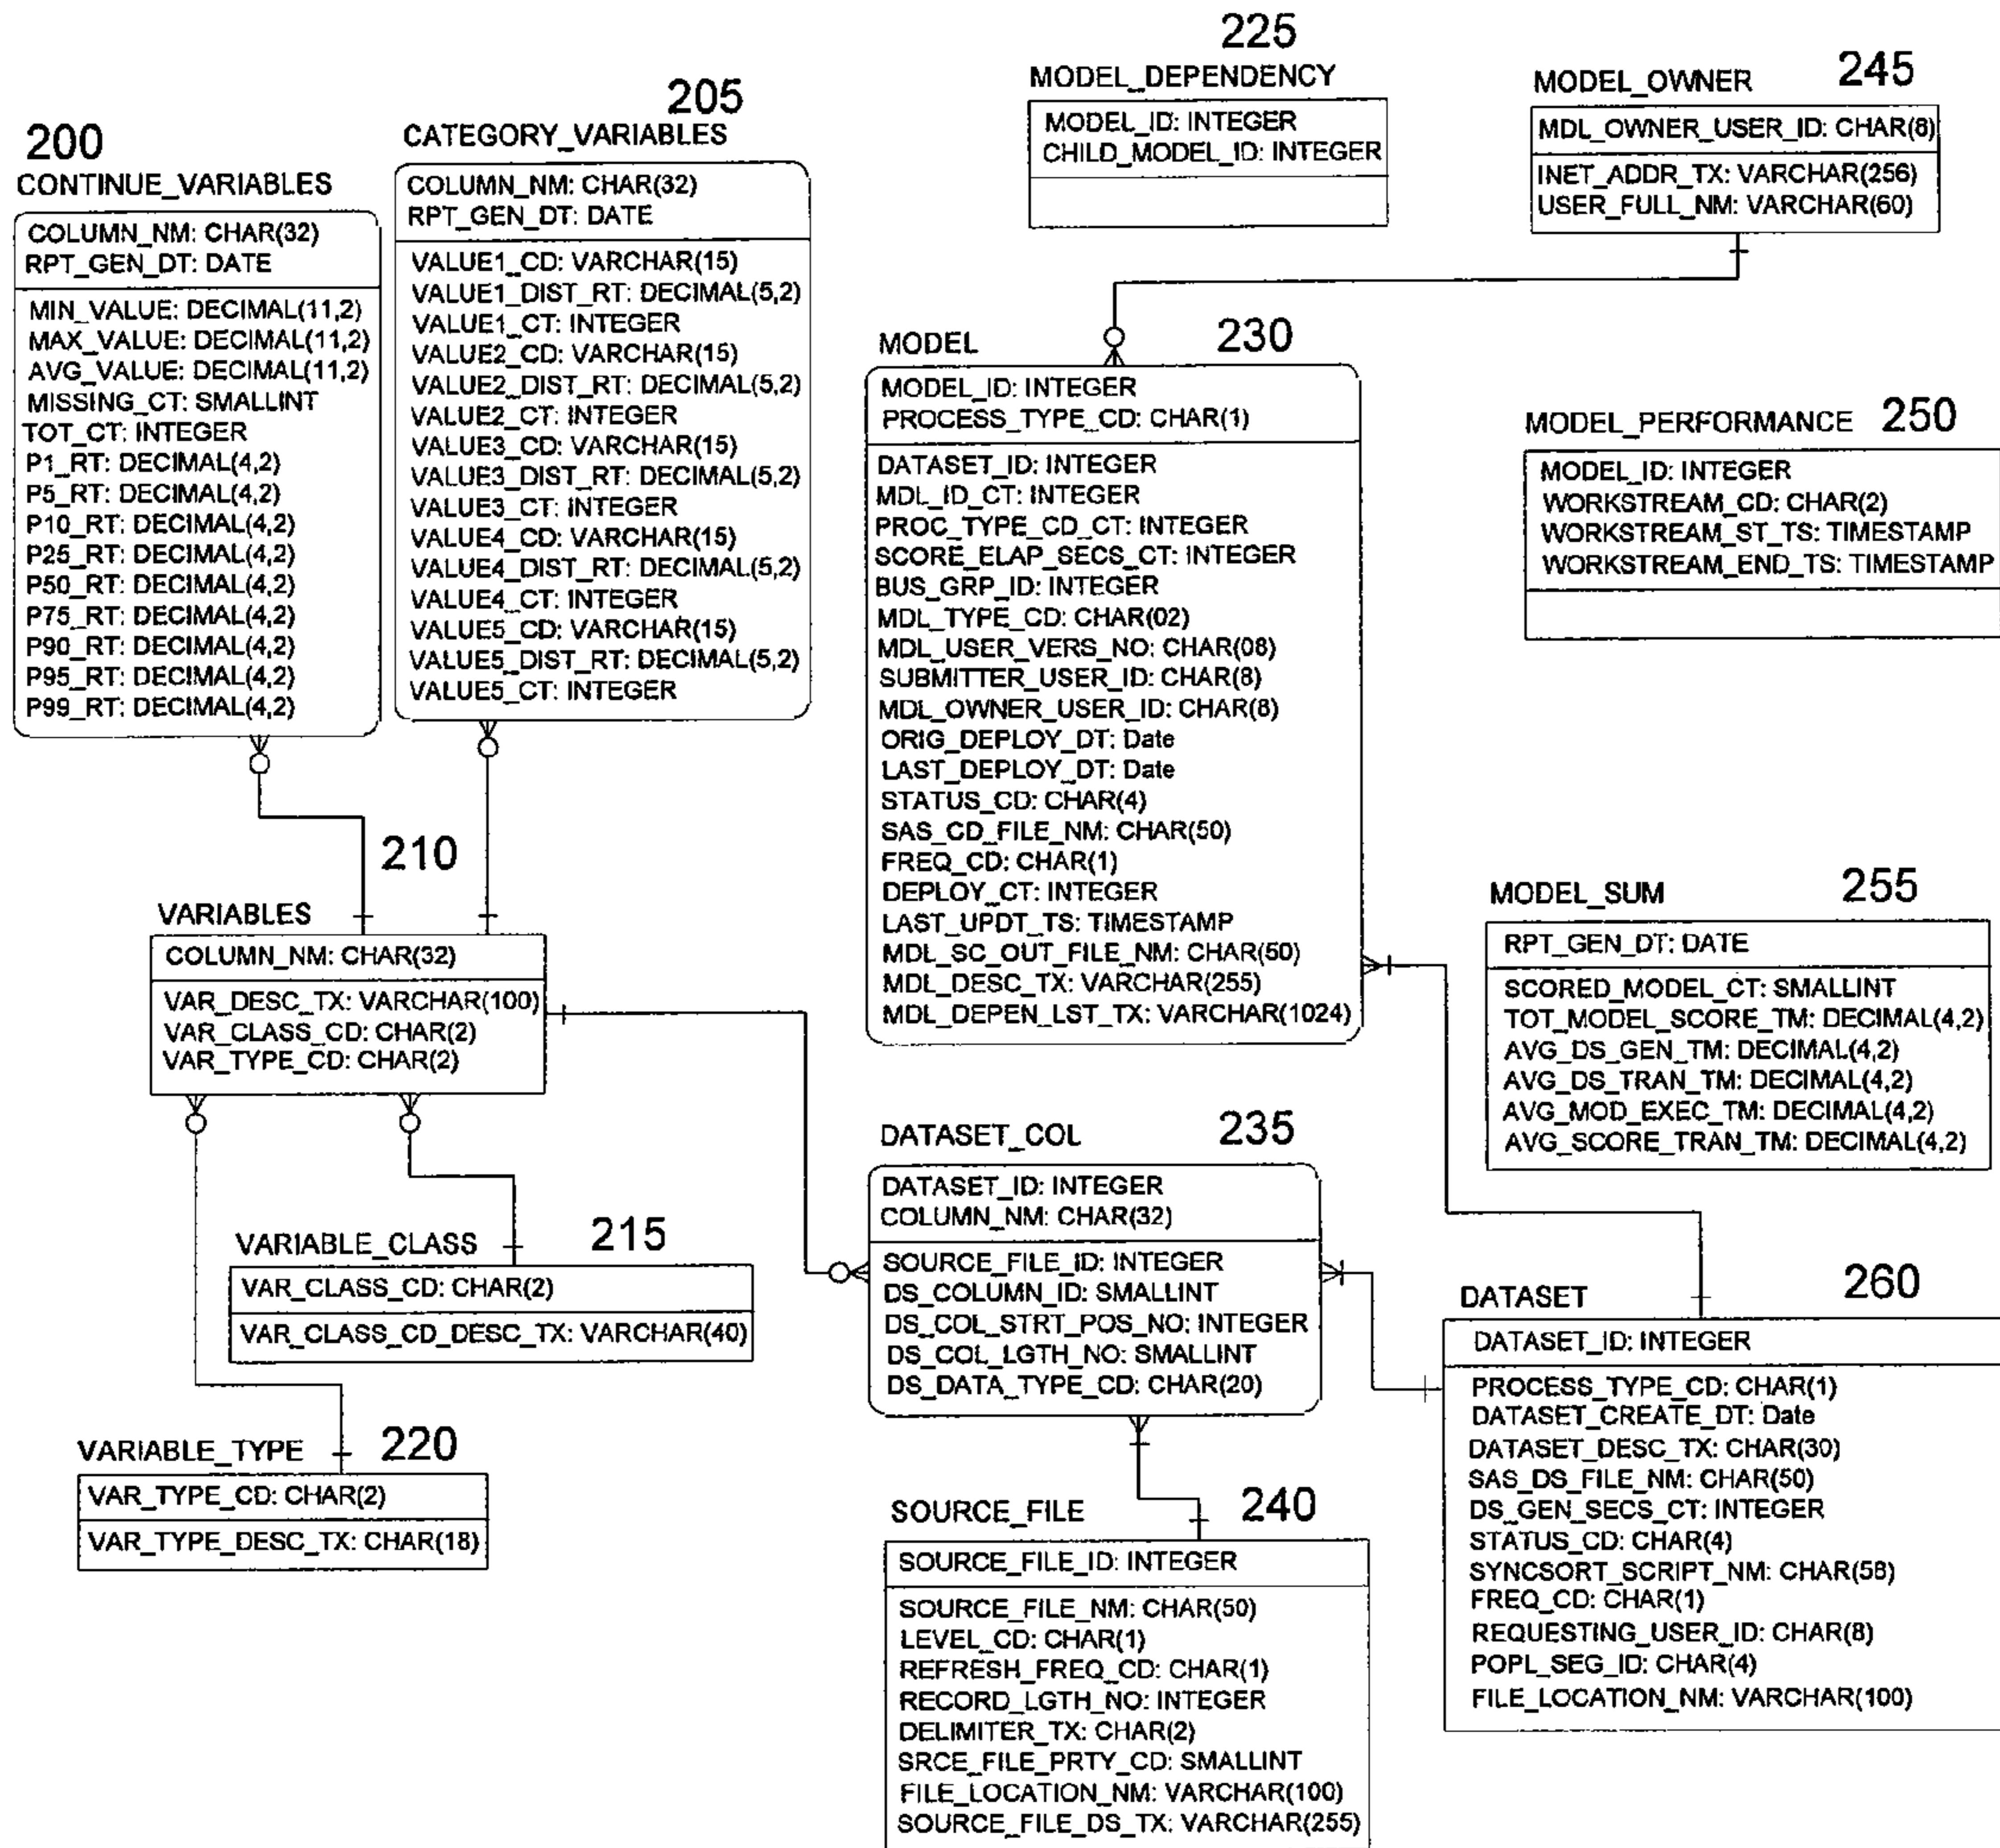 200
CONTINUE_VARIABLES
COLUMN_NM: CHAR(32)
RPT_GEN_DT: DATE
MIN_VALUE: DECIMAL(11,2)
MAX_VALUE: DECIMAL(11,2)
AVG_VALUE: DECIMAL(11,2)
MISSING_CT: SMALLINT
TOT_CT: INTEGER
P1_RT: DECIMAL(4,2)
P5_RT: DECIMAL(4,2)
P10_RT: DECIMAL(4,2)
P25_RT: DECIMAL(4,2)
P50_RT: DECIMAL(4,2)
P75_RT: DECIMAL(4,2)
P90_RT: DECIMAL(4,2)
P95_RT: DECIMAL(4,2)
P99_RT: DECIMAL(4,2)
205
CATEGORY_VARIABLES
COLUMN_NM: CHAR(32)
RPT_GEN_DT: DATE
VALUE1_CD: VARCHAR(15)
VALUE1_DIST_RT: DECIMAL(5,2)
VALUE1_CT: INTEGER
VALUE2_CD: VARCHAR(15)
VALUE2_DIST_RT: DECIMAL(5,2)
VALUE2_CT: INTEGER
VALUE3_CD: VARCHAR(15)
VALUE3_DIST_RT: DECIMAL(5,2)
VALUE3_CT: INTEGER
VALUE4_CD: VARCHAR(15)
VALUE4_DIST_RT: DECIMAL(5,2)
VALUE4_CT: INTEGER
VALUE5_CD: VARCHAR(15)
VALUE5_DIST_RT: DECIMAL(5,2)
VALUE5_CT: INTEGER
210
VARIABLES
COLUMN_NM: CHAR(32)
VAR_DESC_TX: VARCHAR(100)
VAR_CLASS_CD: CHAR(2)
VAR_TYPE_CD: CHAR(2)
VARIABLE_CLASS 215
VAR_CLASS_CD: CHAR(2)
VAR_CLASS_CD_DESC_TX: VARCHAR(40)
VARIABLE_TYPE 220
VAR_TYPE_CD: CHAR(2)
VAR_TYPE_DESC_TX: CHAR(18)
225
MODEL_DEPENDENCY
MODEL_ID: INTEGER
CHILD_MODEL_ID: INTEGER
MODEL 230
MODEL_ID: INTEGER
PROCESS_TYPE_CD: CHAR(1)
DATASET_ID: INTEGER
MDL_ID_CT: INTEGER
PROC_TYPE_CD_CT: INTEGER
SCORE_ELAP_SECS_CT: INTEGER
BUS_GRP_ID: INTEGER
MDL_TYPE_CD: CHAR(02)
MDL_USER_VERS_NO: CHAR(08)
SUBMITTER_USER_ID: CHAR(8)
MDL_OWNER_USER_ID: CHAR(8)
ORIG_DEPLOY_DT: Date
LAST_DEPLOY_DT: Date
STATUS_CD: CHAR(4)
SAS_CD_FILE_NM: CHAR(50)
FREQ_CD: CHAR(1)
DEPLOY_CT: INTEGER
LAST_UPDT_TS: TIMESTAMP
MDL_SC_OUT_FILE_NM: CHAR(50)
MDL_DESC_TX: VARCHAR(255)
MDL_DEPEN_LST_TX: VARCHAR(1024)
DATASET_COL 235
DATASET_ID: INTEGER
COLUMN_NM: CHAR(32)
SOURCE_FILE_ID: INTEGER
DS_COLUMN_ID: SMALLINT
DS_COL_STRT_POS_NO: INTEGER
DS_COL_LGTH_NO: SMALLINT
DS_DATA_TYPE_CD: CHAR(20)
SOURCE_FILE 240
SOURCE_FILE_ID: INTEGER
SOURCE_FILE_NM: CHAR(50)
LEVEL_CD: CHAR(1)
REFRESH_FREQ_CD: CHAR(1)
RECORD_LGTH_NO: INTEGER
DELIMITER_TX: CHAR(2)
SRCE_FILE_PRTY_CD: SMALLINT
FILE_LOCATION_NM: VARCHAR(100)
SOURCE_FILE_DS_TX: VARCHAR(255)
MODEL_OWNER 245
MDL_OWNER_USER_ID: CHAR(8)
INET_ADDR_TX: VARCHAR(256)
USER_FULL_NM: VARCHAR(60)
MODEL_PERFORMANCE 250
MODEL_ID: INTEGER
WORKSTREAM_CD: CHAR(2)
WORKSTREAM_ST_TS: TIMESTAMP
WORKSTREAM_END_TS: TIMESTAMP
MODEL_SUM 255
RPT_GEN_DT: DATE
SCORED_MODEL_CT: SMALLINT
TOT_MODEL_SCORE_TM: DECIMAL(4,2)
AVG_DS_GEN_TM: DECIMAL(4,2)
AVG_DS_TRAN_TM: DECIMAL(4,2)
AVG_MOD_EXEC_TM: DECIMAL(4,2)
AVG_SCORE_TRAN_TM: DECIMAL(4,2)
DATASET 260
DATASET_ID: INTEGER
PROCESS_TYPE_CD: CHAR(1)
DATASET_CREATE_DT: Date
DATASET_DESC_TX: CHAR(30)
SAS_DS_FILE_NM: CHAR(50)
DS_GEN_SECS_CT: INTEGER
STATUS_CD: CHAR(4)
SYNCSORT_SCRIPT_NM: CHAR(58)
FREQ_CD: CHAR(1)
REQUESTING_USER_ID: CHAR(8)
POPL_SEG_ID: CHAR(4)
FILE_LOCATION_NM: VARCHAR(100)